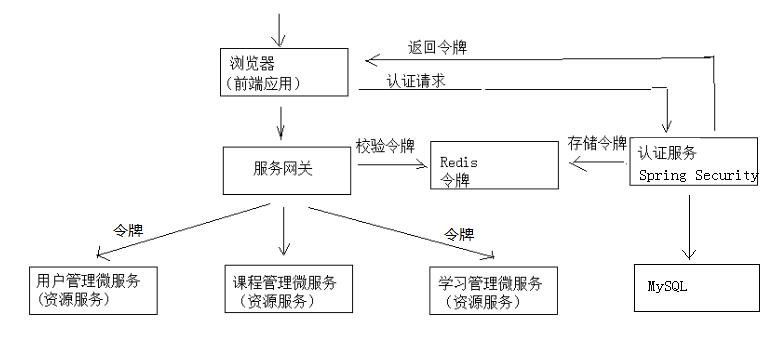 返回令牌
浏览器
（前端应用）
认证请求
服务网关
校验令牌
Redis
令牌
存储令牌
认证服务
Spring Security
令牌
令牌
用户管理微服务
(资源服务)
课程管理微服务
（资源服务）
学习管理微服务
（资源服务）
MySQL